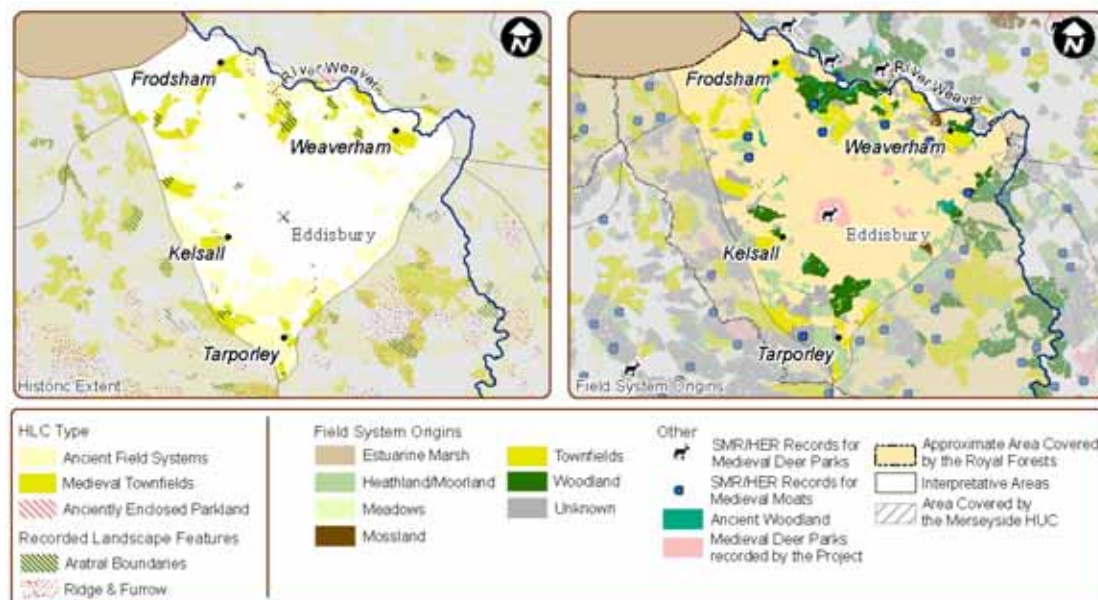 N
Frodsham
River Weaver
Weaverham
Eddisbury
Kelsall
Tarporley
Historic Extent
N
Frodsham
River Weaver
Weaverham
Eddisbury
Kelsall
Tarporley
Field System Origins
HLC Type
Ancient Field Systems
Medieval Townfields
Anciently Enclosed Parkland
Recorded Landscape Features
Aratral Boundaries
Ridge & Furrow
Field System Origins
Estuarine Marsh
Heathland/Moorland
Meadows
Mossland
Townfields
Woodland
Unknown
Other
SMR/HER Records for
Medieval Deer Parks
SMR/HER Records for
Medieval Moats
Ancient Woodland
Medieval Deer Parks
recorded by the Project
Approximate Area Covered
by the Royal Forests
Interpretative Areas
Area Covered by
the Merseyside HUC